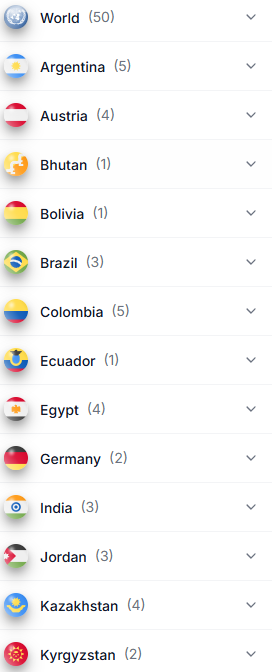 World (50)
Argentina (5)
Austria (4)
Bhutan (1)
Bolivia (1)
Brazil (3)
Colombia (5)
Ecuador (1)
Egypt (4)
Germany (2)
India (3)
Jordan (3)
Kazakhstan (4)
Kyrgyzstan (2)